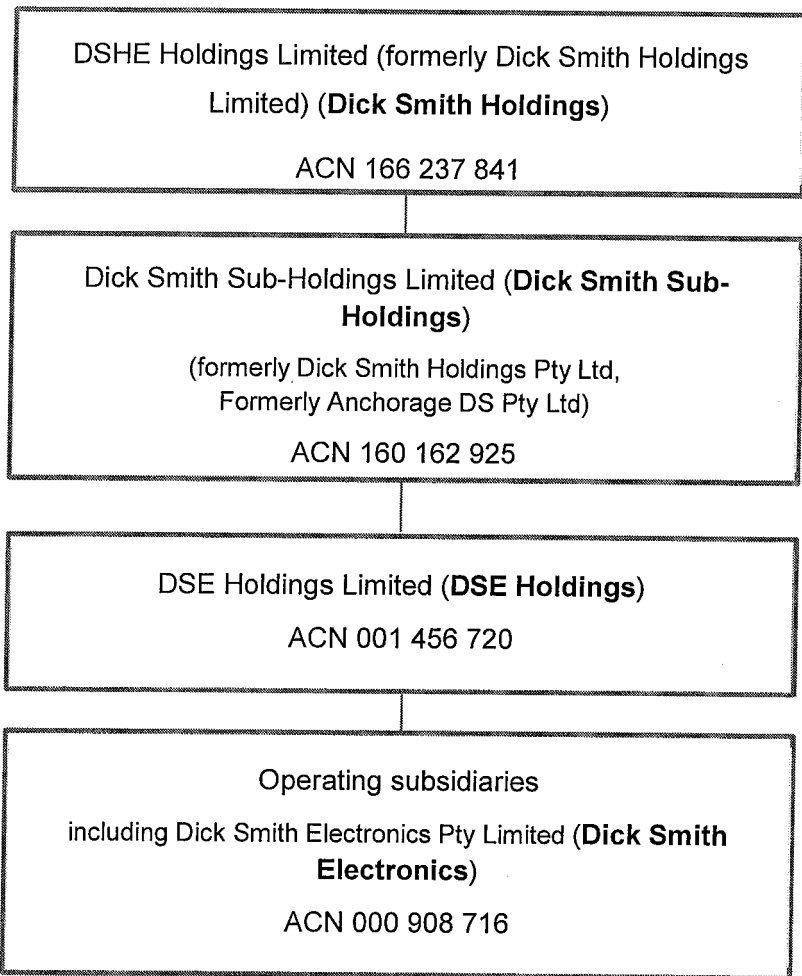 DSHE Holdings Limited (formerly Dick Smith Holdings
Limited) (Dick Smith Holdings)
ACN 166 237 841
Dick Smith Sub-Holdings Limited (Dick Smith Sub-
Holdings)
(formerly Dick Smith Holdings Pty Ltd,
Formerly Anchorage DS Pty Ltd)
ACN 160 162 925
DSE Holdings Limited (DSE Holdings)
ACN 001 456 720
Operating subsidiaries
including Dick Smith Electronics Pty Limited (Dick Smith
Electronics)
ACN 000 908 716